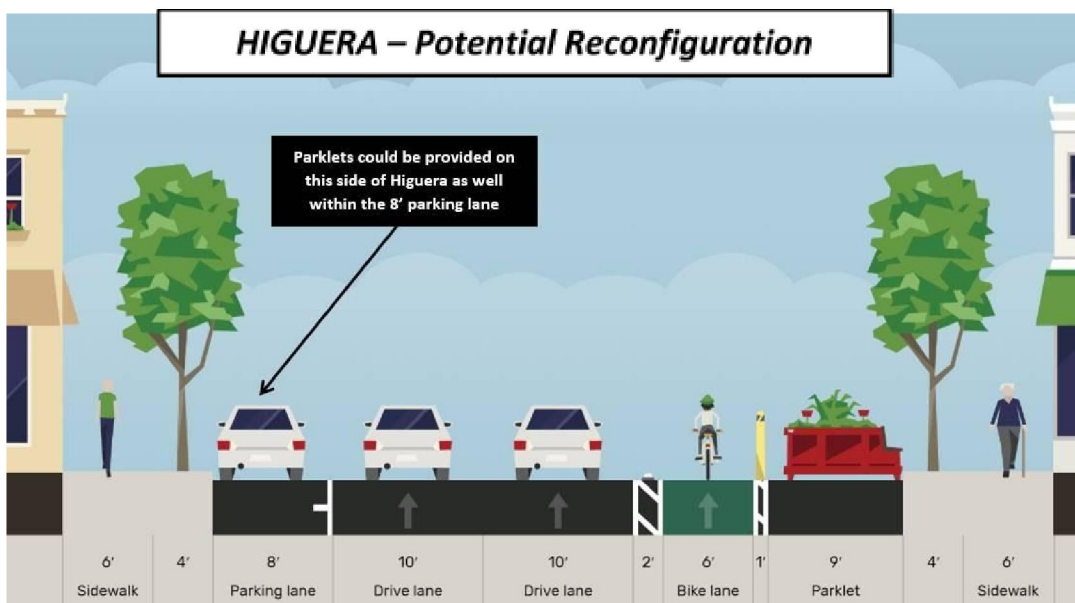 HIGUERA – Potential Reconfiguration
Parklets could be provided on
this side of Higuera as well
within the 8’ parking lane
6' 4' 8' 10' 10' 2' 6' 1' 9' 4' 6'
Sidewalk Parking lane Drive lane Drive lane Bike lane Parklet Sidewalk